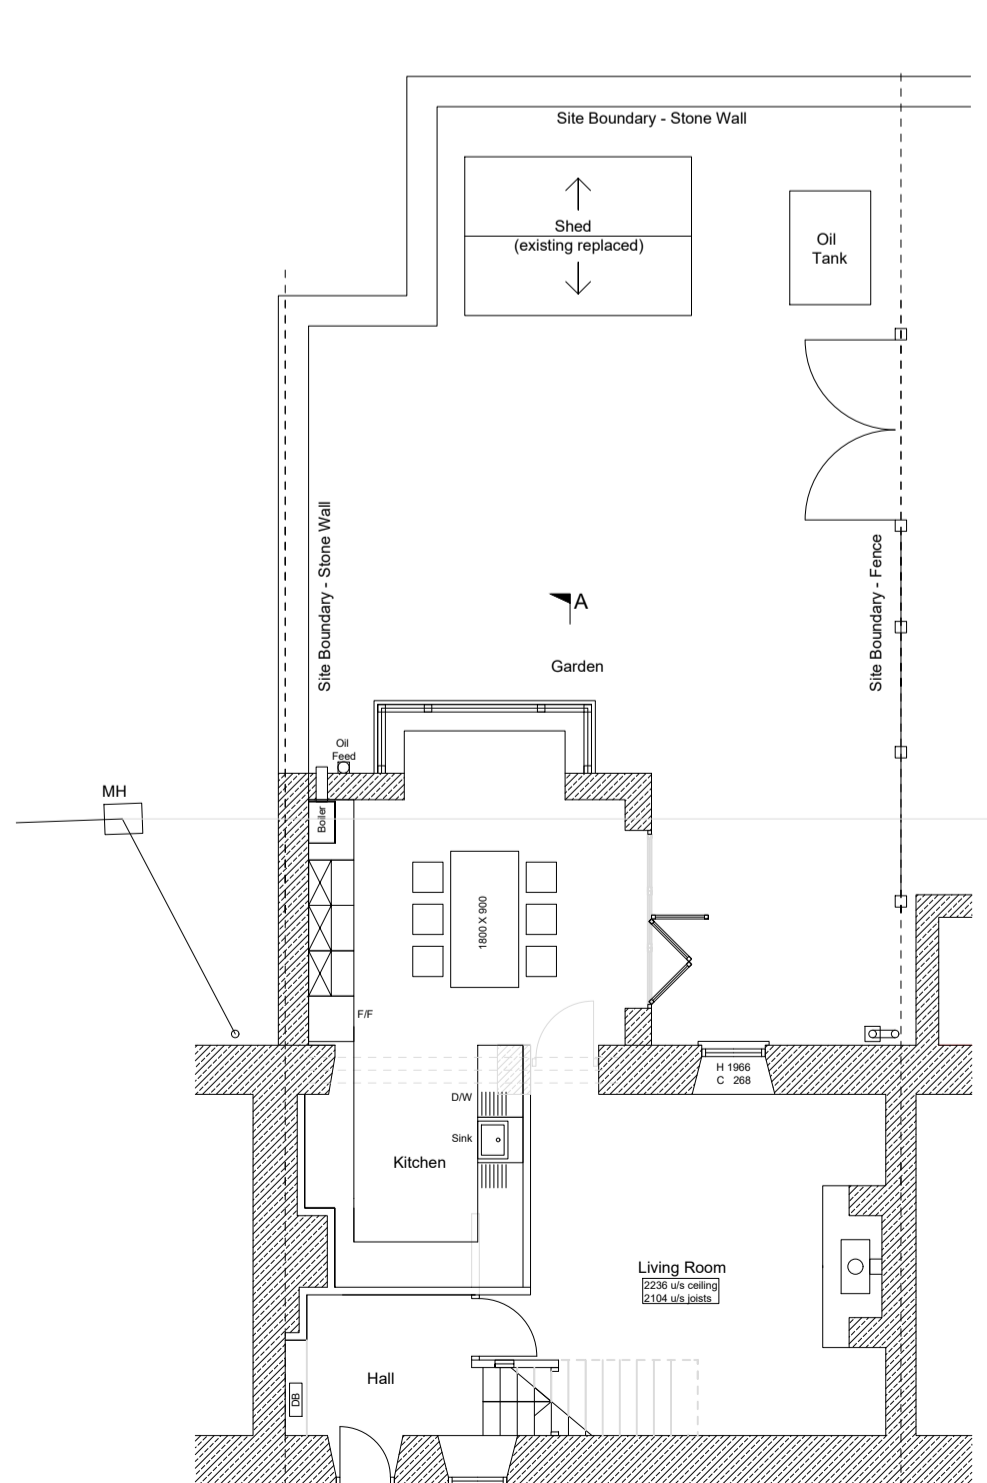 Site Boundary - Stone Wall
Shed
(existing replaced)
Oil
Tank
Site Boundary - Stone Wall
Site Boundary - Fence
A
Garden
Oil
Feed
MH
Boiler
1800 X 900
F/F
H 1966
C 268
D/W
Sink
Kitchen
Living Room
2236 u/s ceiling
2104 u/s joists
Hall
DB